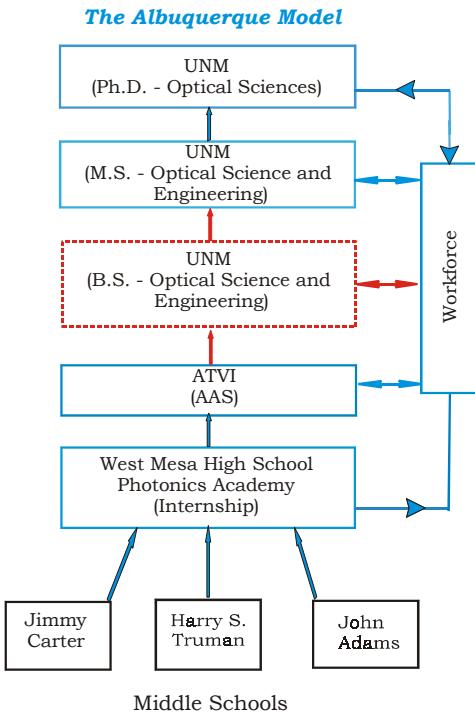 The Albuquerque Model
UNM
(Ph.D. - Optical Sciences)
UNM
(M.S. - Optical Science and
Engineering)
UNM
(B.S. - Optical Science and
Engineering)
Workforce
ATVI
(AAS)
West Mesa High School
Photonics Academy
(Internship)
Jimmy
Carter
Harry S.
Truman
John
Adams
Middle Schools